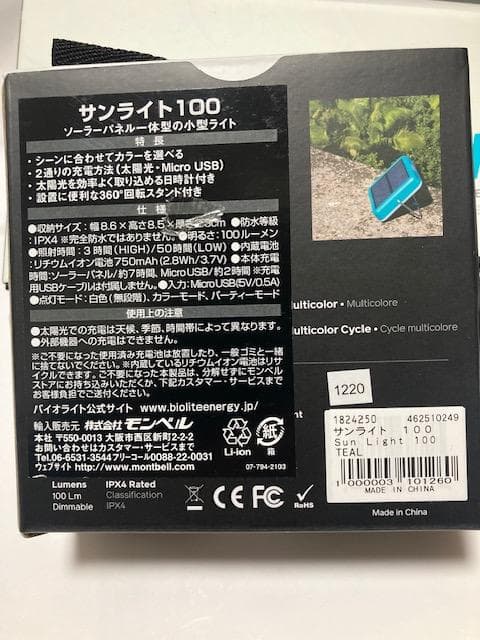 サンライト100
ソーラーパネル一体型の小型ライト
特 長
・シーンに合わせてカラーを選べる
・2通りの充電方法（太陽光・Micro USB）
・太陽光を効率よく取り込める日時計付き
・設置に便利な360°回転スタンド付き
仕 様
●収納サイズ：幅8.6×高さ8.5×厚さ cm ●防水等級
：IPX4 ※完全防水ではありません。●明るさ：100ルーメン
●照射時間：3時間（HIGH）/50時間（LOW）●内蔵電池
：リチウムイオン電池750mAh（2.8Wh/3.7V）●本体充電
時間：ソーラーパネル/約7時間、MicroUSB/約2時間 ※充電
用USBケーブルは付属しません。●入力：MicroUSB（5V/0.5A）
●点灯モード：白色（無段階）、カラーモード、パーティーモード
使用上の注意
●太陽光での充電は天候、季節、時間帯によって異なります。
●外部機器への充電はできません。
※ご不要になった使用済み充電池は放置したり、一般ゴミと一緒
にしないでください。※内蔵しているリチウムイオン電池はリサ
イクルできます。ご不要になった本製品は、分解せずにモンベル
ストアにお持ち込みいただくか、下記カスタマー・サービスまで
お客様負担でご送付ください。
バイオライト公式サイト www.bioliteenergy.jp/
輸入販売元 株式会社モンベル
本社 〒550-0013 大阪市西区新町2-2-2
お問い合わせはカスタマー・サービスまで
Tel.06-6531-3544 フリーコール0088-22-0031
ウェブサイト http://www.montbell.com
Li-ion
紙
箱
07-794-2103
ulticolor • Multicolore
ulticolor Cycle • Cycle multicolore
nt
1220
1824250 462510249
サンライト 100
Sun Light 100
TEAL
1 000003 101260
MADE IN CHINA
Lumens
100 Lm
Dimmable
IPX4 Rated
Classification
IPX4
CE FC
RoHS
Made in China